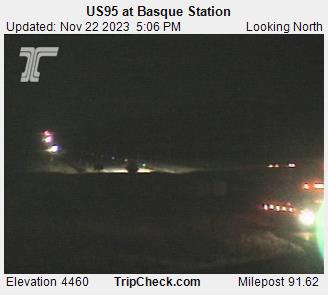 US95 at Basque Station
Updated: Nov 22 2023 5:06 PM Looking North
Elevation 4460 TripCheck.com Milepost 91.62